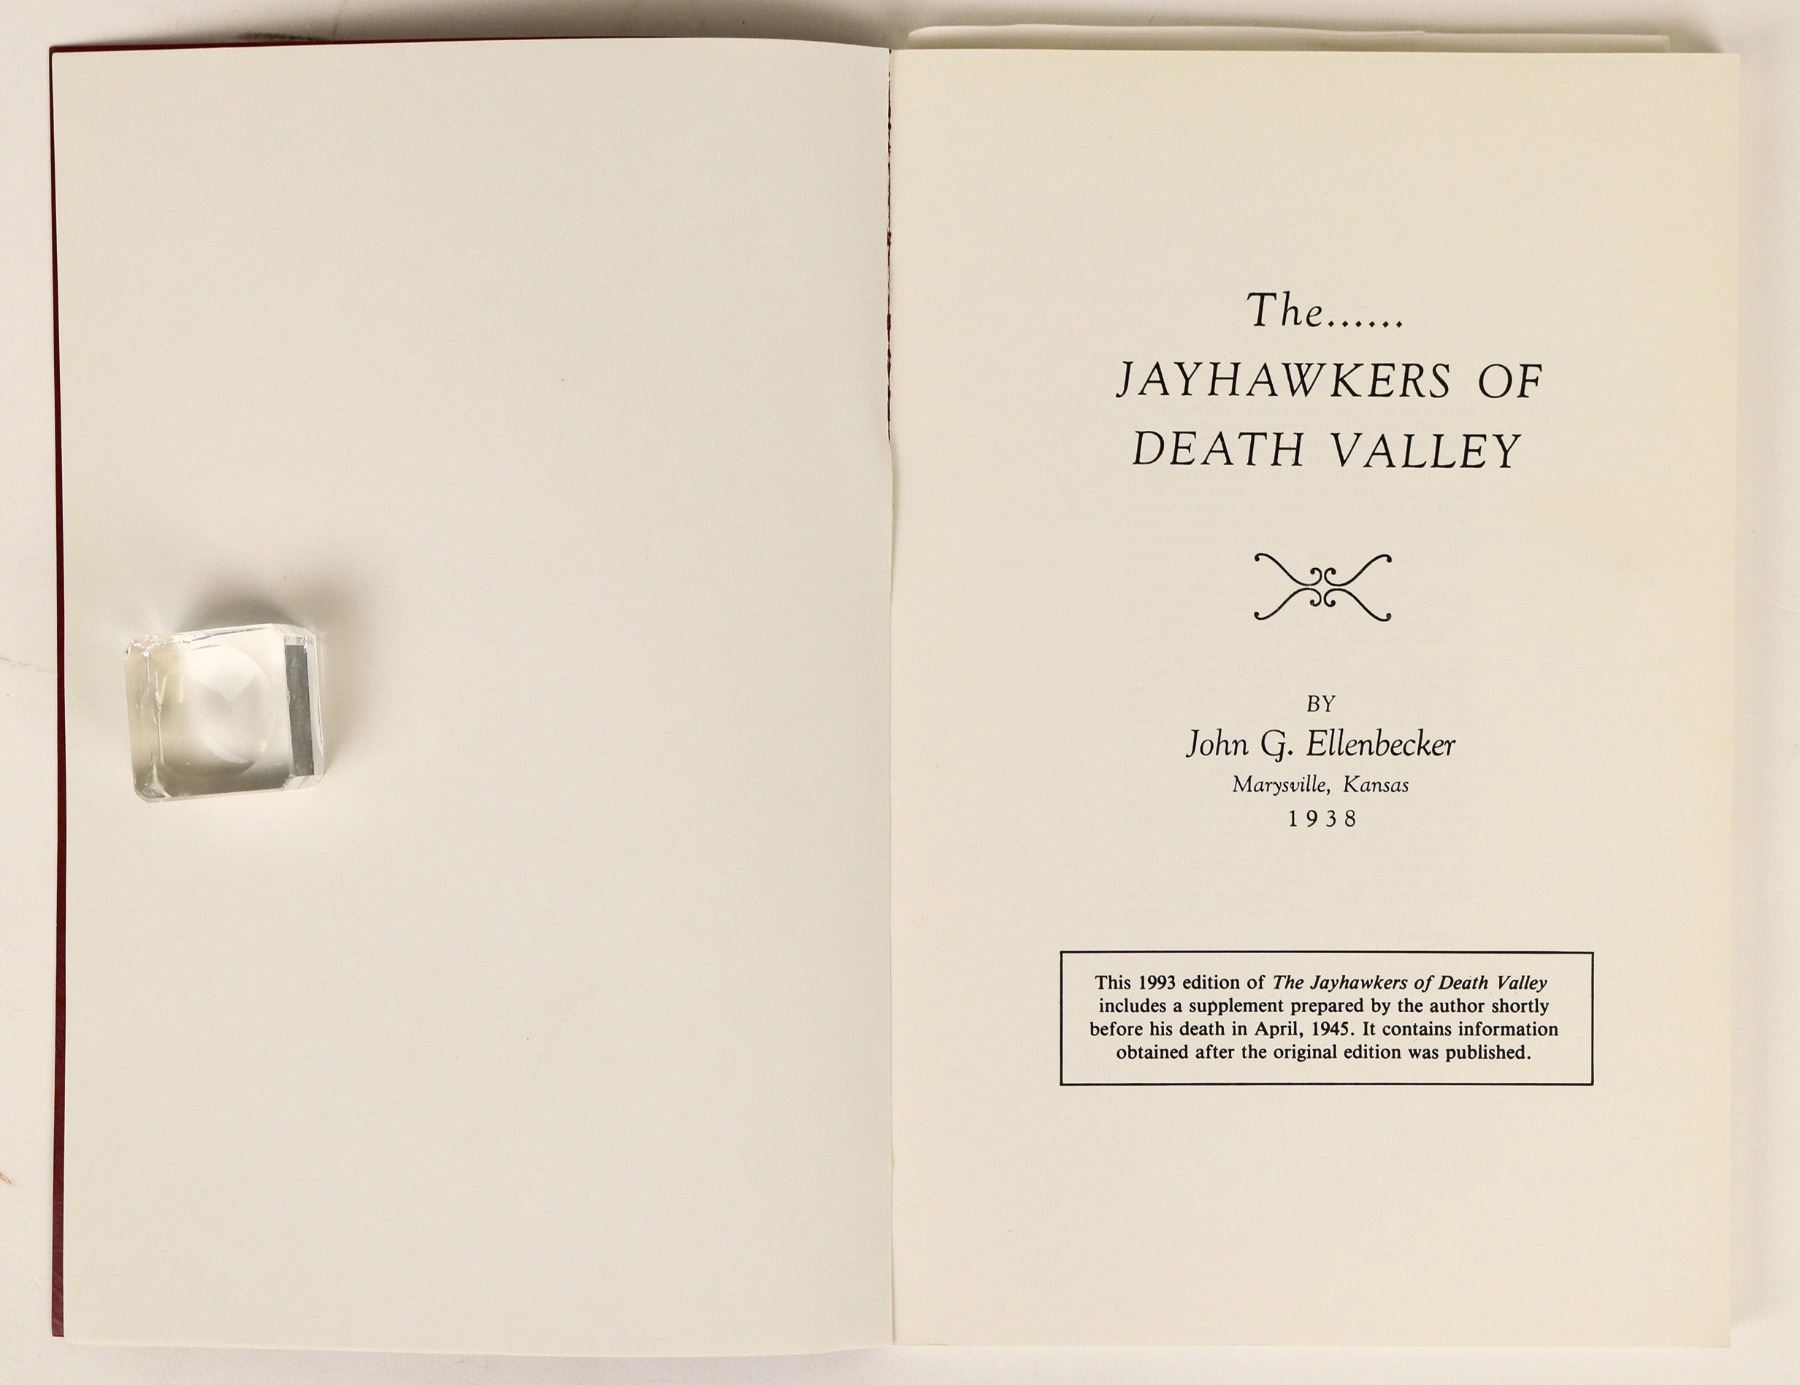 The......
JAYHAWKERS OF
DEATH VALLEY
BY
John G. Ellenbecker
Marysville, Kansas
1938
This 1993 edition of The Jayhawkers of Death Valley
includes a supplement prepared by the author shortly
before his death in April, 1945. It contains information
obtained after the original edition was published.